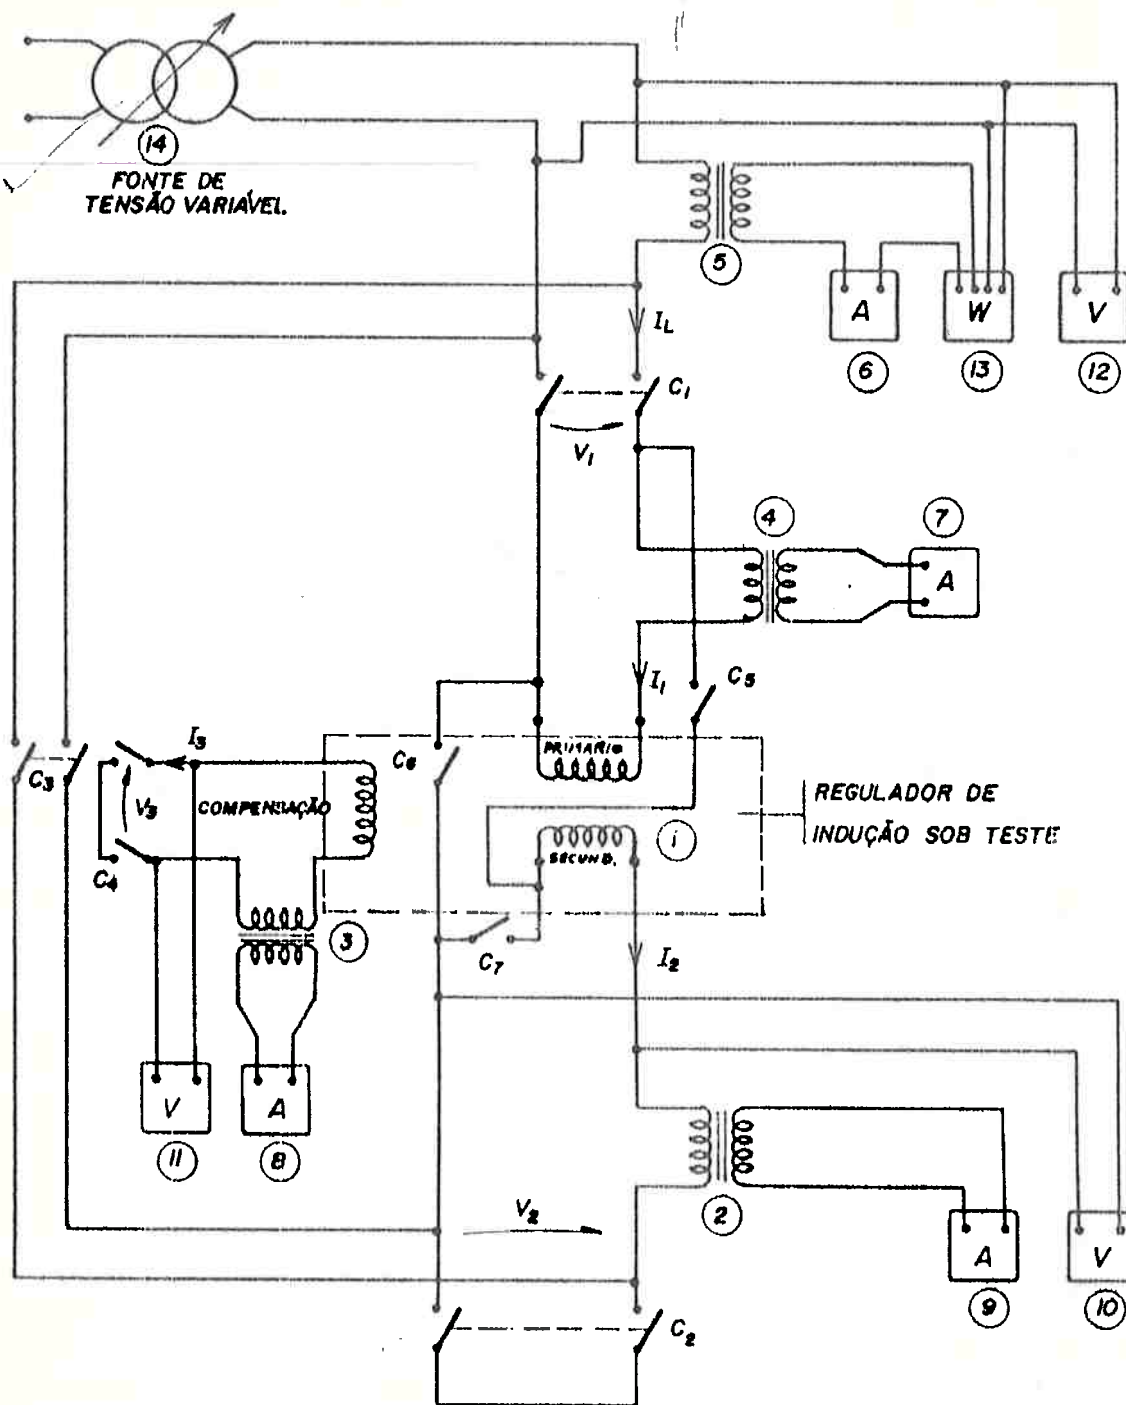 14
FONTE DE
TENSÃO VARIÁVEL.
5
A
W
V
6
13
12
I_L
C_1
V_1
4
7
A
I_1
C_5
I_3
C_3
C_6
PRIMARIO
V_3
COMPENSAÇÃO
REGULADOR DE
INDUÇÃO SOB TESTE
1
SECUND.
C_4
3
C_7
I_2
V
A
11
8
V_2
2
A
V
9
10
C_2